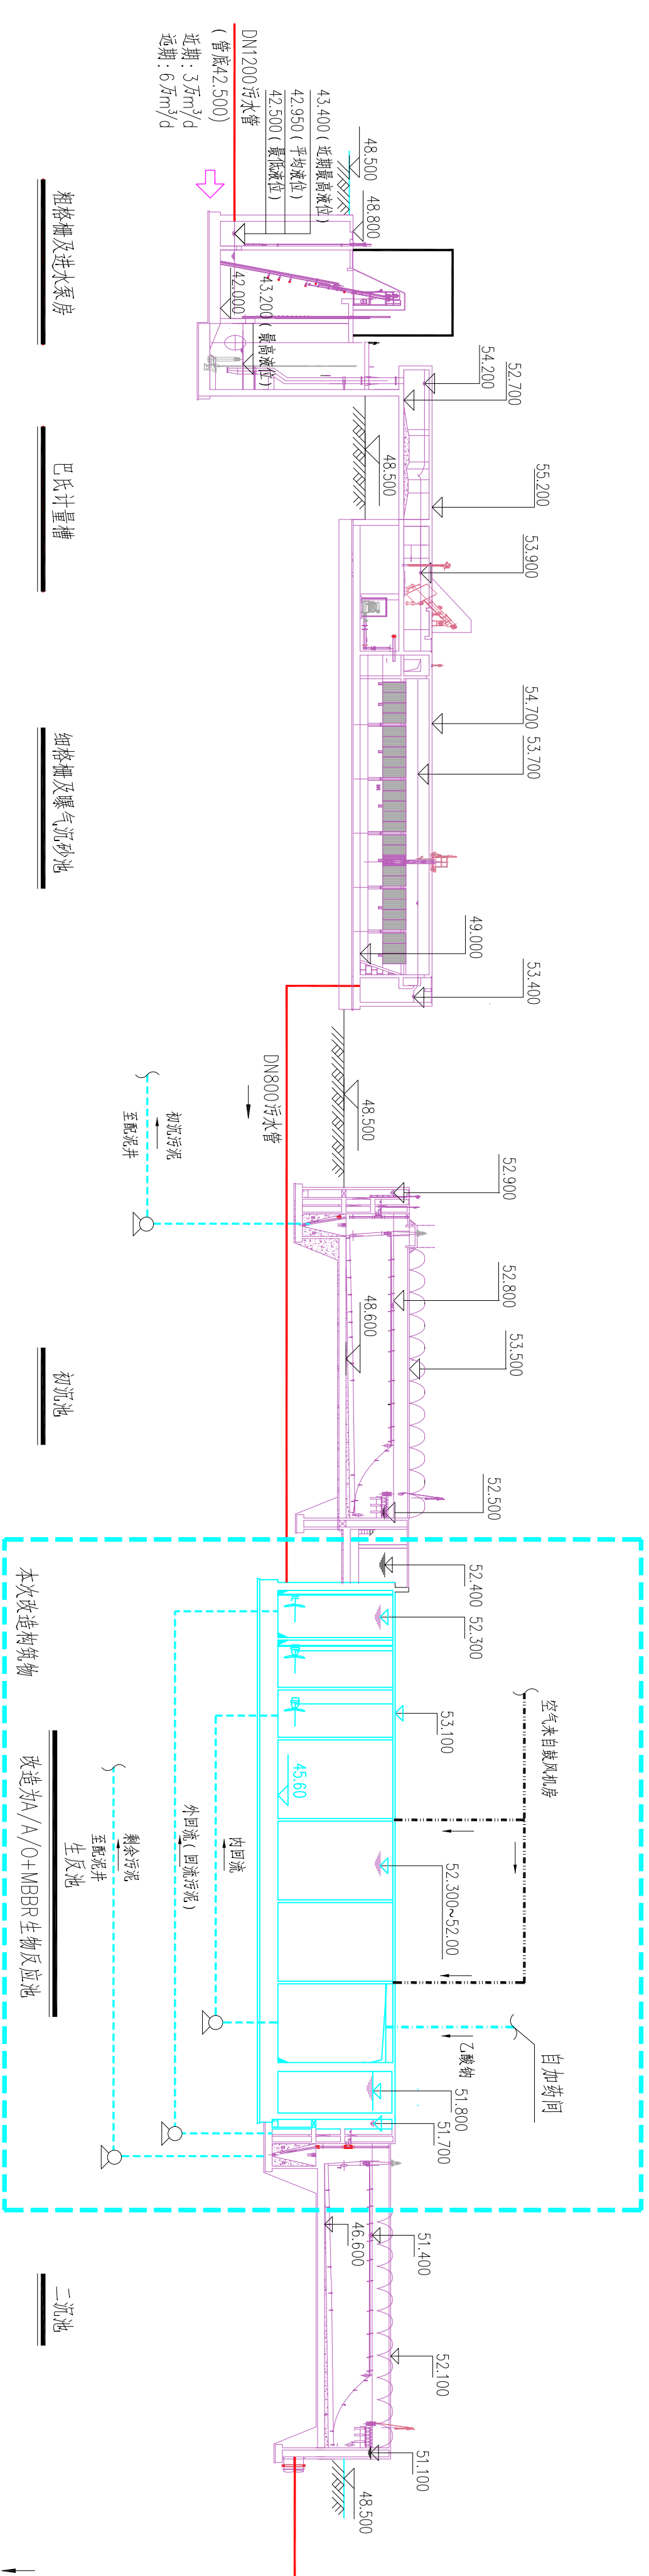 DN1200污水管
(管底42.500)
近期:3万m³/d
远期:6万m³/d
48.500
48.800
43.400(近期最高液位)
42.950(平均液位)
42.500(最低液位)
42.000
43.200(最高液位)
粗格栅及进水泵房
54.200
52.700
48.500
55.200
巴氏计量槽
53.900
54.700
53.700
49.000
53.400
细格栅及曝气沉砂池
DN800污水管
48.500
初沉污泥
至配泥井
52.900
52.800
53.500
48.600
52.500
初沉池
52.400
52.300
53.100
45.60
空气来自鼓风机房
52.300~52.00
乙酸钠
自加药间
51.800
51.700
内回流
外回流(回流污泥)
剩余污泥
至配泥井
生反池
改造为A/A/O+MBBR生物反应池
本次改造构筑物
46.600
51.400
52.100
51.100
48.500
二沉池